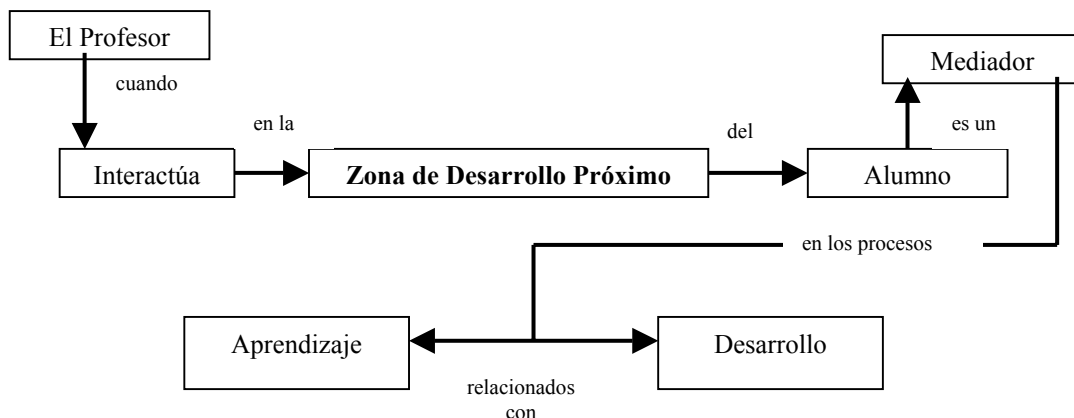 El Profesor
cuando
Interactúa
en la
Zona de Desarrollo Próximo
del
Alumno
es un
Mediador
en los procesos
relacionados
con
Aprendizaje
Desarrollo